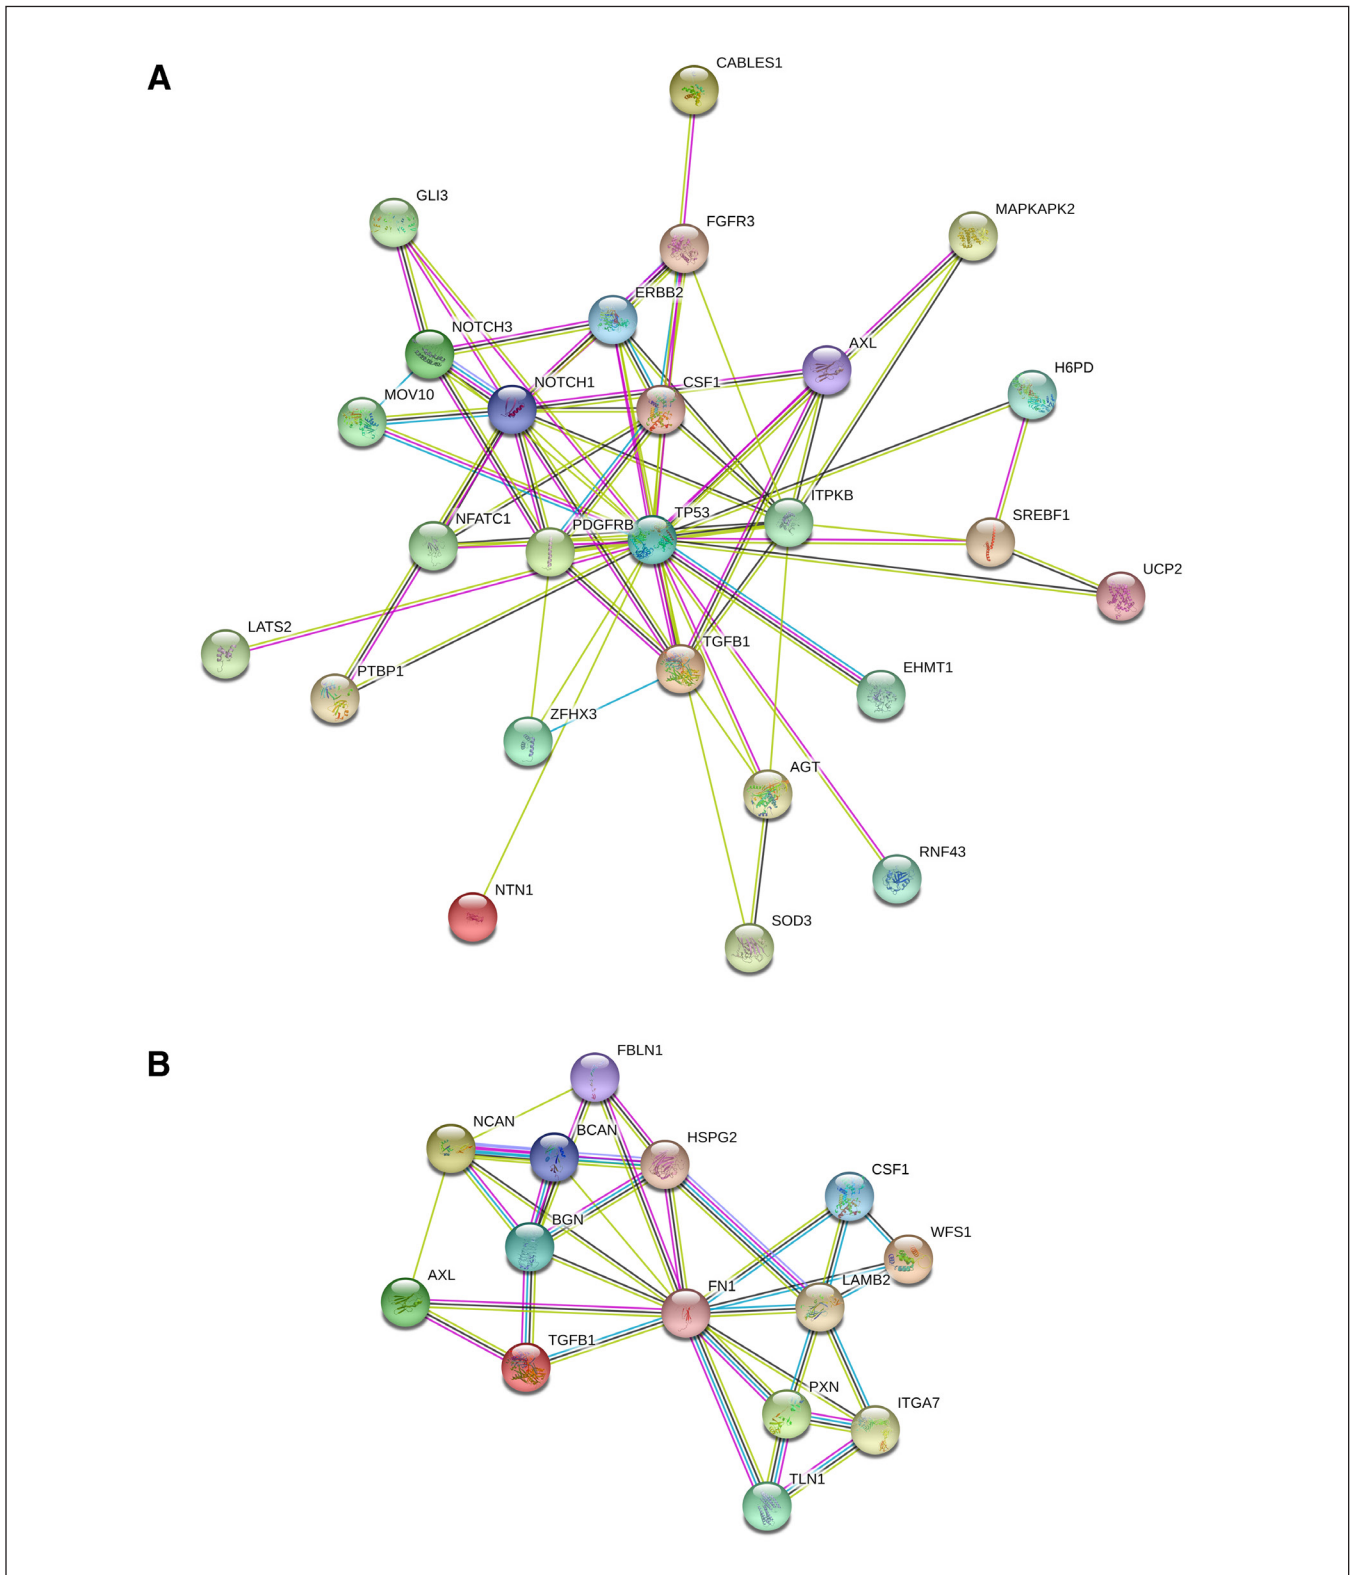 A
CABLES1
GLI3
MAPKAPK2
FGFR3
ERBB2
NOTCH3
AXL
H6PD
NOTCH1
CSF1
MOV10
ITPKB
TP53
SREBF1
NFATC1
PDGFRB
UCP2
LATS2
TGFB1
EHMT1
PTBP1
ZFHX3
AGT
RNF43
NTN1
SOD3
B
FBLN1
NCAN
BCAN
HSPG2
CSF1
BGN
WFS1
AXL
LAMB2
FN1
TGFB1
PXN
ITGA7
TLN1